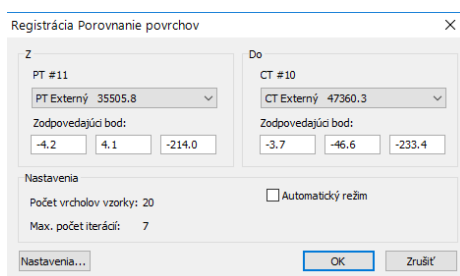 Registrácia Porovnanie povrchov
Z
PT #11
PT Externý 35505.8
Zodpovedajúci bod:
-4.2 4.1 -214.0
Do
CT #10
CT Externý 47360.3
Zodpovedajúci bod:
-3.7 -46.6 -233.4
Nastavenia
Počet vrcholov vzorky: 20
Max. počet iterácií: 7
Automatický režim
Nastavenia...
OK
Zrušiť